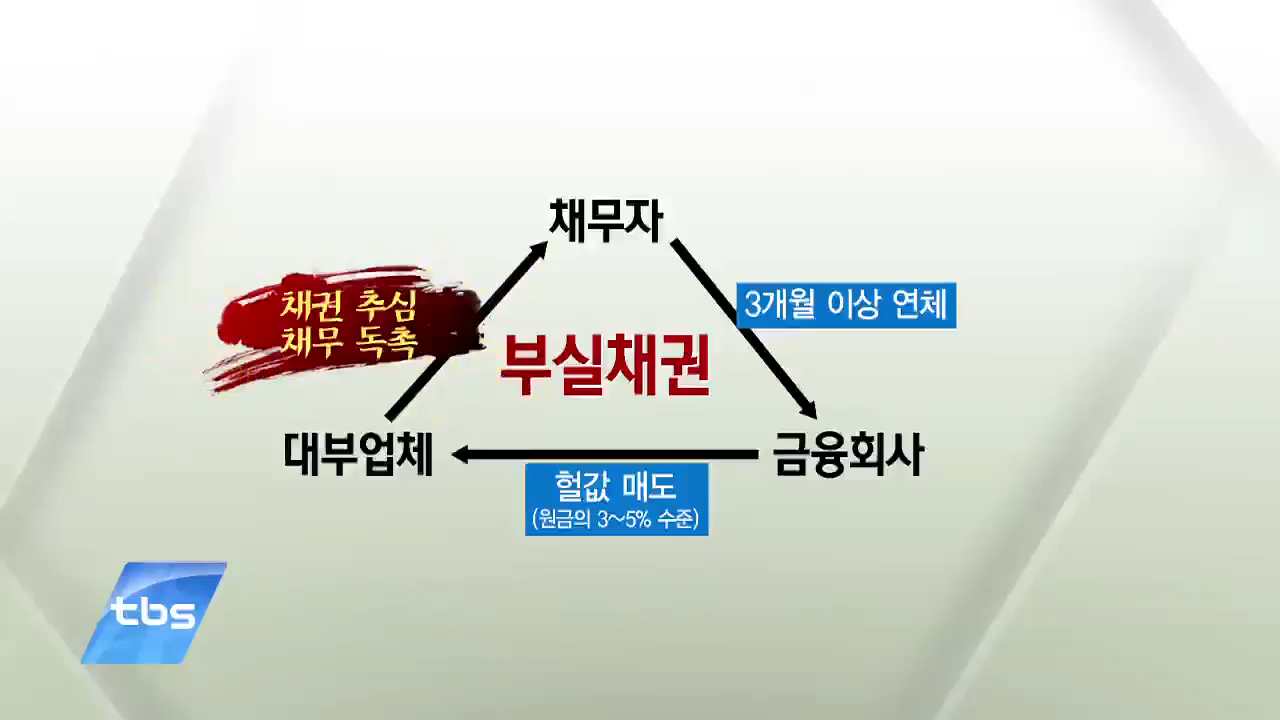 채무자
3개월 이상 연체
채권 추심
채무 독촉
부실채권
대부업체
금융회사
헐값 매도
(원금의 3~5% 수준)
tbs